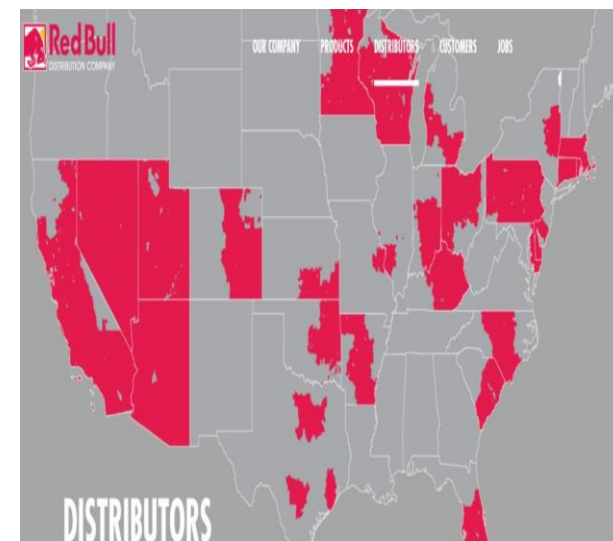 Red Bull
DISTRIBUTION COMPANY
OUR COMPANY PRODUCTS DISTRIBUTORS CUSTOMERS JOBS
DISTRIBUTORS